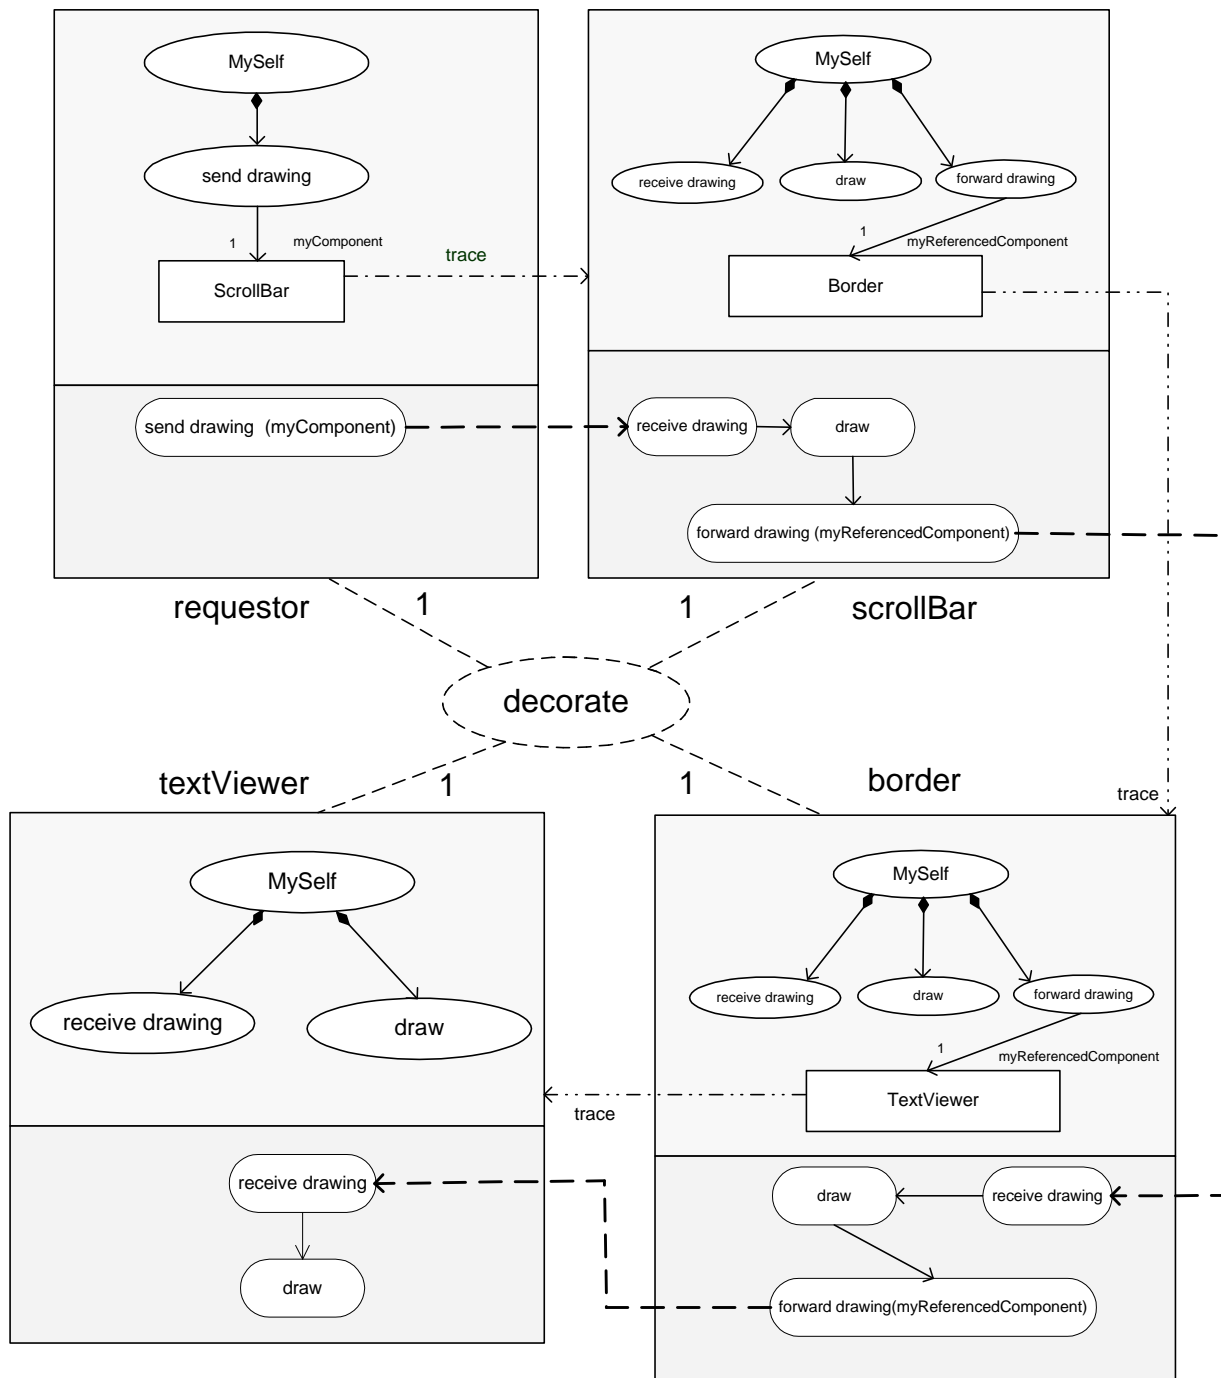 MySelf
send drawing
1
myComponent
ScrollBar
trace
send drawing  (myComponent)
requestor
1
MySelf
receive drawing
draw
forward drawing
1
myReferencedComponent
Border
receive drawing
draw
forward drawing (myReferencedComponent)
1
scrollBar
decorate
textViewer
1
MySelf
receive drawing
draw
receive drawing
draw
1
border
trace
MySelf
receive drawing
draw
forward drawing
1
myReferencedComponent
TextViewer
trace
draw
receive drawing
forward drawing(myReferencedComponent)